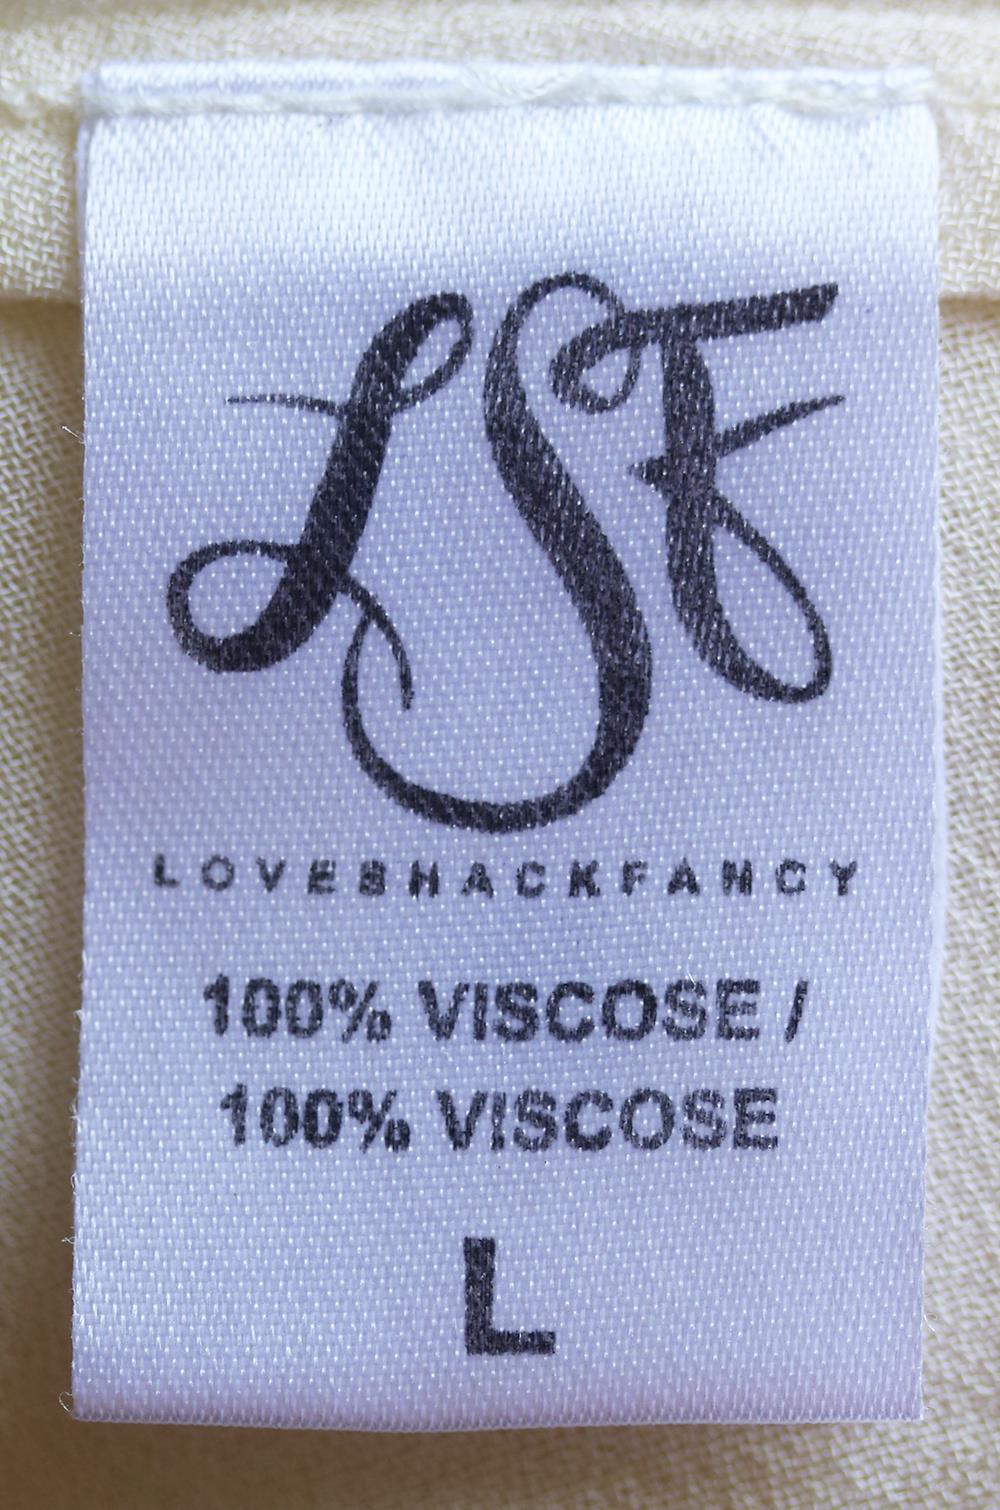 LSF
LOVESHACKFANCY
100% VISCOSE /
100% VISCOSE
L